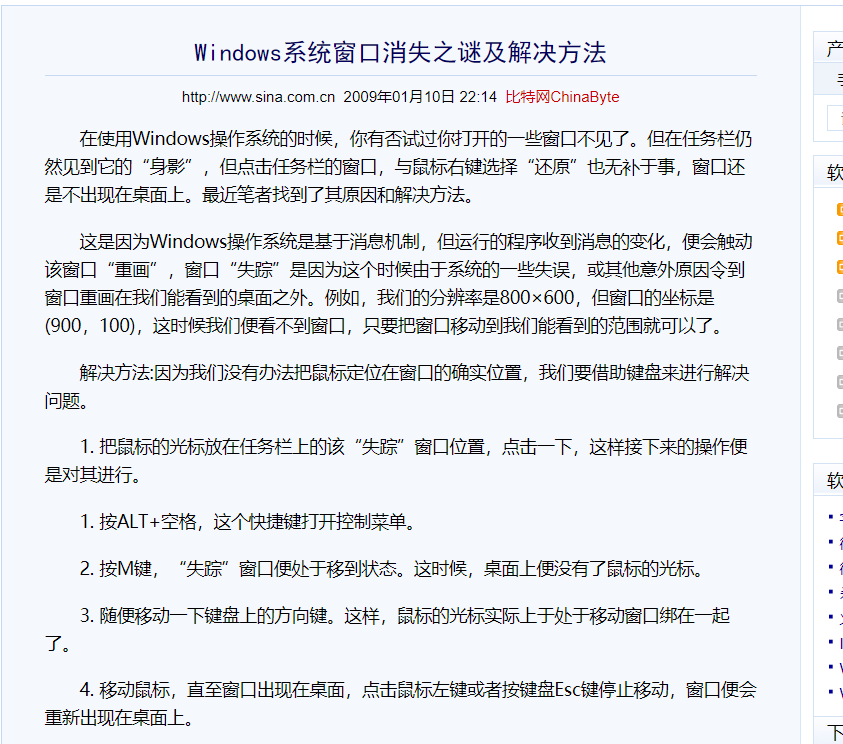 Windows系统窗口消失之谜及解决方法
http://www.sina.com.cn 2009年01月10日 22:14 比特网ChinaByte
在使用Windows操作系统的时候，你有否试过你打开的一些窗口不见了。但在任务栏仍
然见到它的“身影”，但点击任务栏的窗口，与鼠标右键选择“还原”也无补于事，窗口还
是不出现在桌面上。最近笔者找到了其原因和解决方法。
这是因为Windows操作系统是基于消息机制，但运行的程序收到消息的变化，便会触动
该窗口“重画”，窗口“失踪”是因为这个时候由于系统的一些失误，或其他意外原因令到
窗口重画在我们能看到的桌面之外。例如，我们的分辨率是800×600，但窗口的坐标是
(900，100)，这时候我们便看不到窗口，只要把窗口移动到我们能看到的范围就可以了。
解决方法:因为我们没有办法把鼠标定位在窗口的确实位置，我们要借助键盘来进行解决
问题。
1. 把鼠标的光标放在任务栏上的该“失踪”窗口位置，点击一下，这样接下来的操作便
是对其进行。
1. 按ALT+空格，这个快捷键打开控制菜单。
2. 按M键，“失踪”窗口便处于移到状态。这时候，桌面上便没有了鼠标的光标。
3. 随便移动一下键盘上的方向键。这样，鼠标的光标实际上于处于移动窗口绑在一起
了。
4. 移动鼠标，直至窗口出现在桌面，点击鼠标左键或者按键盘Esc键停止移动，窗口便会
重新出现在桌面上。
产
软
软
下